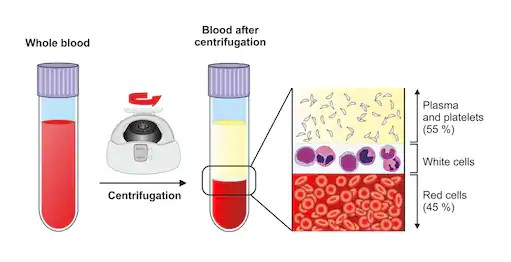 Whole blood
Centrifugation
Blood after
centrifugation
Plasma
and platelets
(55 %)
White cells
Red cells
(45 %)